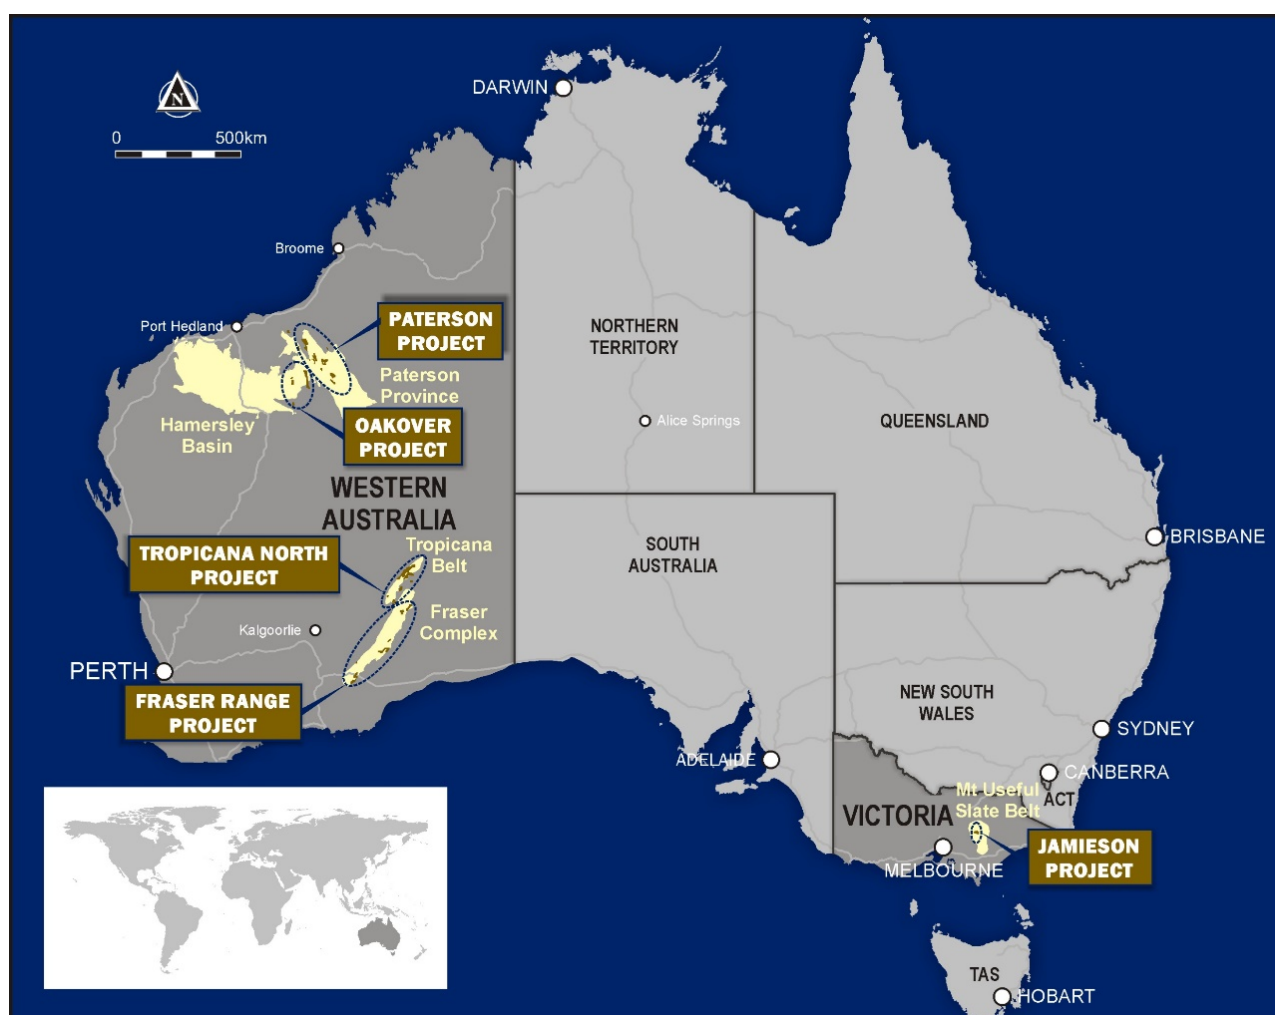 N
0 500km
DARWIN
Broome
Port Hedland
PATERSON
PROJECT
Paterson
Province
Hamersley
Basin
OAKOVER
PROJECT
NORTHERN
TERRITORY
Alice Springs
QUEENSLAND
WESTERN
AUSTRALIA
TROPICANA NORTH
PROJECT
Tropicana
Belt
SOUTH
AUSTRALIA
BRISBANE
Kalgoorlie
Fraser
Complex
PERTH
FRASER RANGE
PROJECT
NEW SOUTH
WALES
SYDNEY
ADELAIDE
CANBERRA
ACT
Mt Useful
Slate Belt
VICTORIA
JAMIESON
PROJECT
MELBOURNE
TAS
HOBART